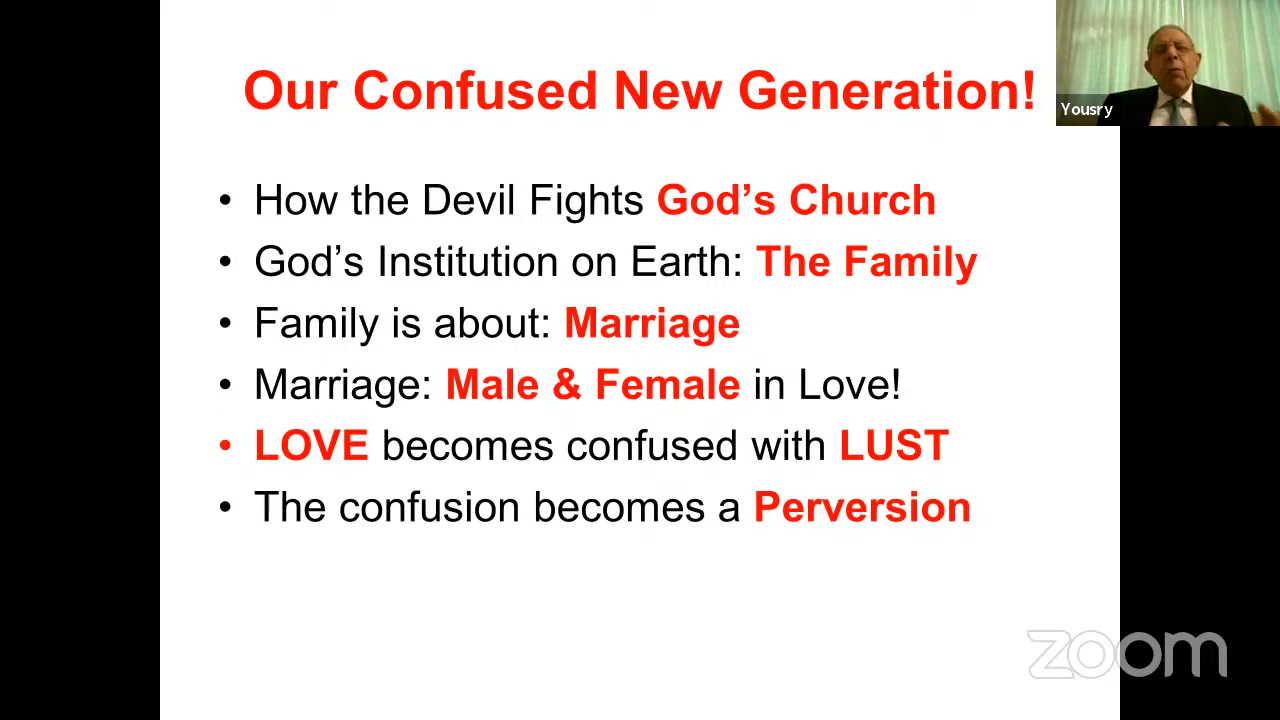 Our Confused New Generation!
Yousry
• How the Devil Fights God’s Church
• God’s Institution on Earth: The Family
• Family is about: Marriage
• Marriage: Male & Female in Love!
• LOVE becomes confused with LUST
• The confusion becomes a Perversion
zoom